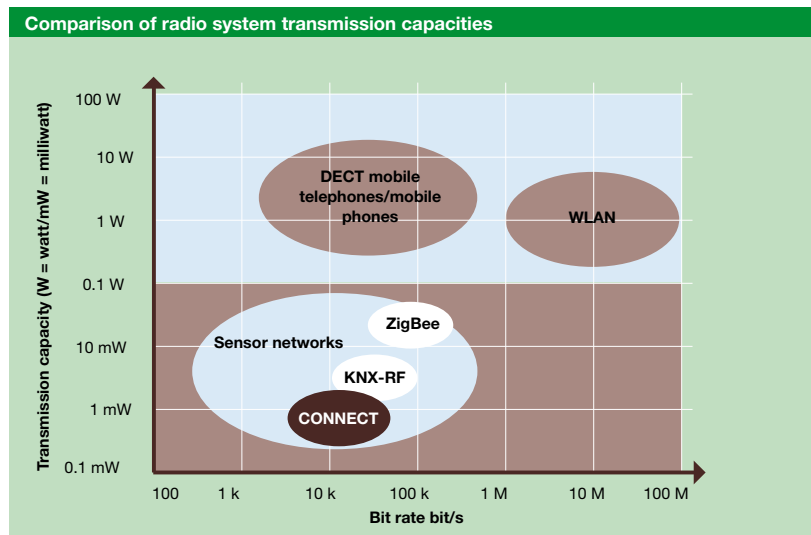 Comparison of radio system transmission capacities
Transmission capacity (W = watt/mW = milliwatt)
100 W
10 W
1 W
0.1 W
10 mW
1 mW
0.1 mW
DECT mobile
telephones/mobile
phones
WLAN
ZigBee
Sensor networks
KNX-RF
CONNECT
100
1 k
10 k
100 k
1 M
10 M
100 M
Bit rate bit/s